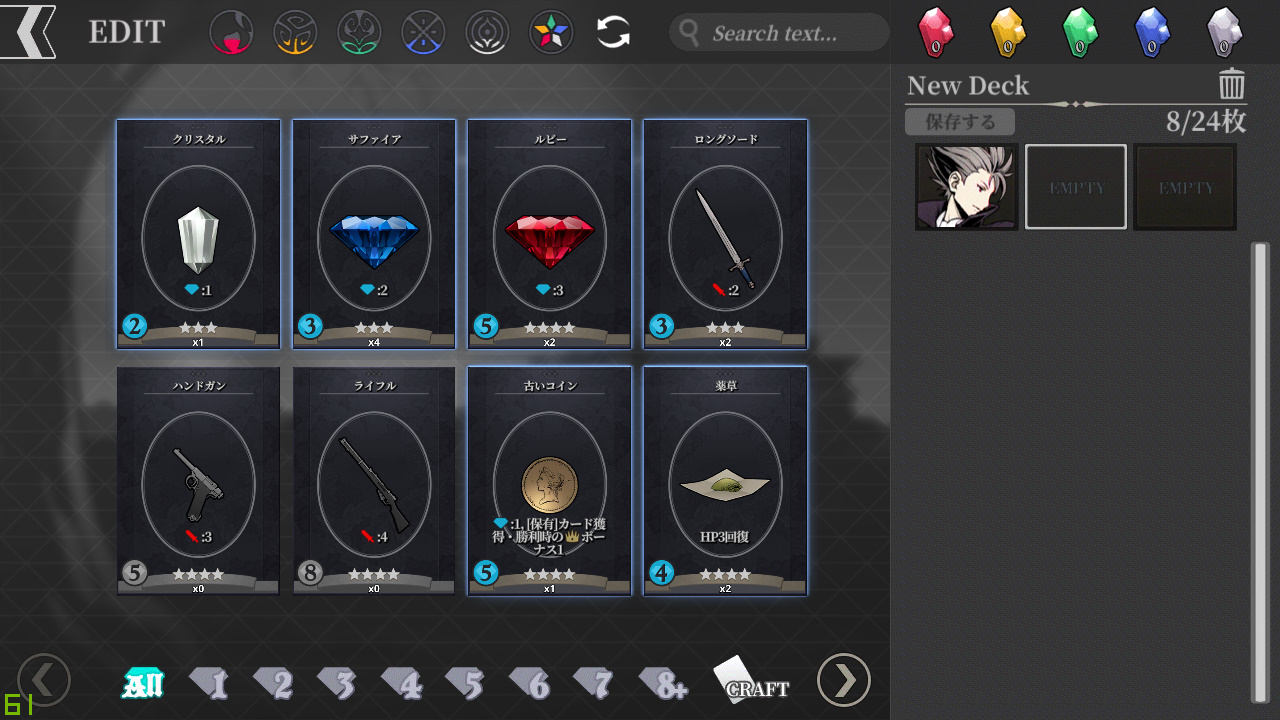 EDIT
Search text...
0
0
0
0
0
New Deck
保存する
8/24枚
EMPTY
EMPTY
クリスタル
:1
2
x1
サファイア
:2
3
x4
ルビー
:3
5
x2
ロングソード
:2
3
x2
ハンドガン
:3
5
x0
ライフル
:4
8
x0
古いコイン
:1, [保有]カード獲
得・勝利時の ボー
ナス1
5
x1
薬草
HP3回復
4
x2
All
1
2
3
4
5
6
7
8+
CRAFT
61